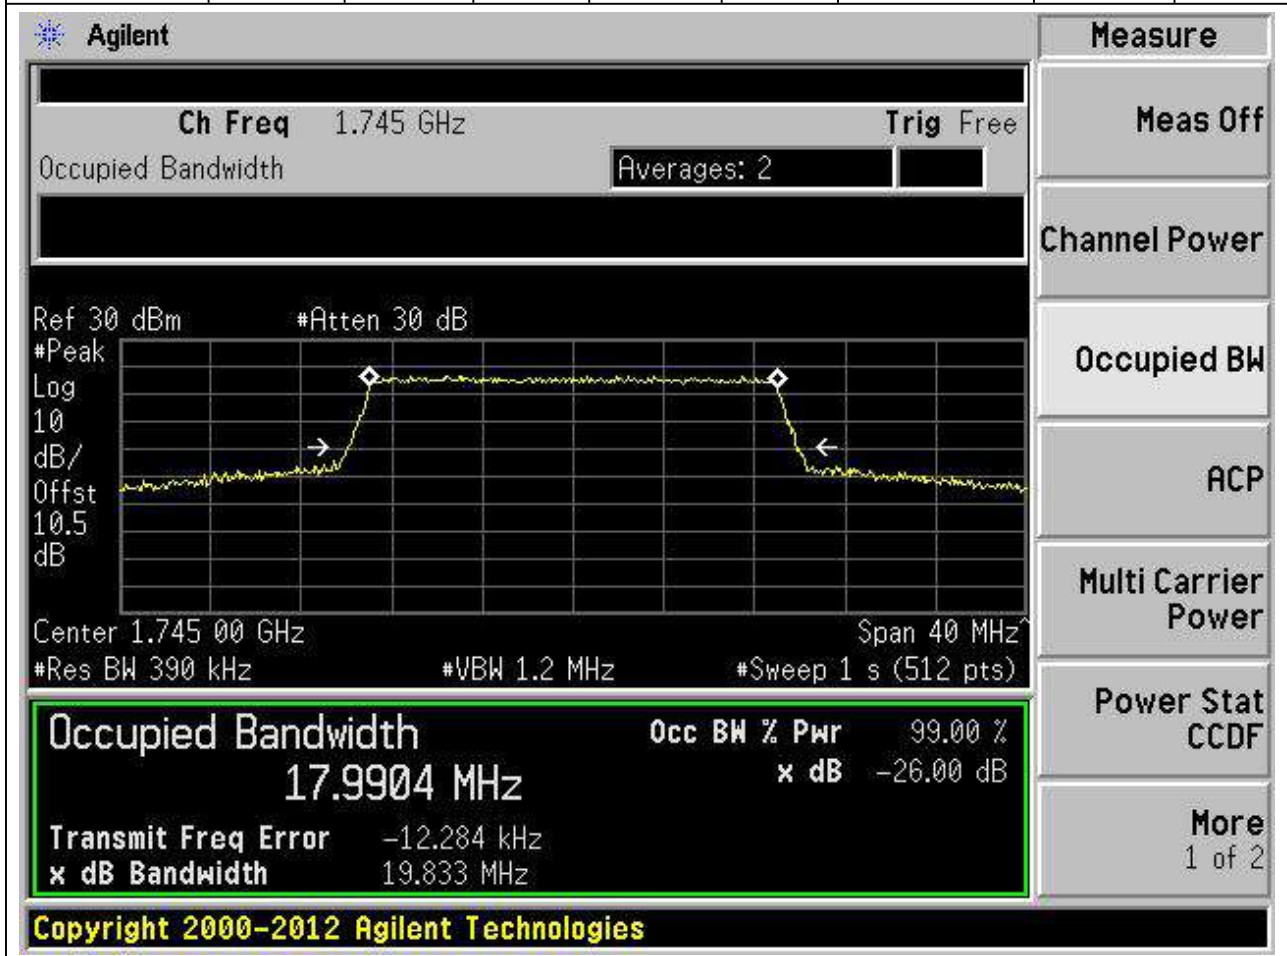 Agilent
Measure
Ch Freq 1.745 GHz Trig Free
Occupied Bandwidth Averages: 2
Meas Off
Channel Power
Occupied BW
ACP
Multi Carrier
Power
Power Stat
CCDF
More
1 of 2
Ref 30 dBm #Atten 30 dB
#Peak
Log
10
dB/
Offst
10.5
dB
Center 1.745 00 GHz Span 40 MHz^
#Res BW 390 kHz #VBW 1.2 MHz #Sweep 1 s (512 pts)
Occupied Bandwidth Occ BW % Pwr 99.00 %
17.9904 MHz x dB -26.00 dB
Transmit Freq Error -12.284 kHz
x dB Bandwidth 19.833 MHz
Copyright 2000-2012 Agilent Technologies